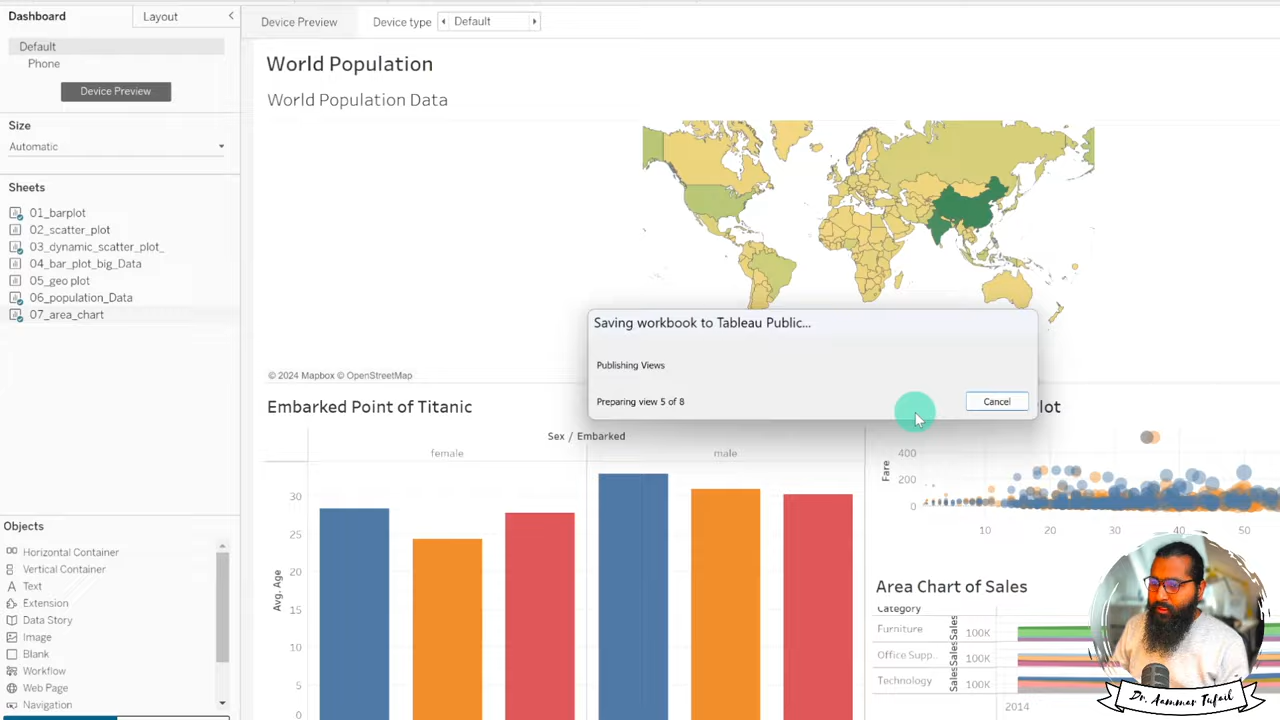 Dashboard
Layout
Default
Phone
Device Preview
Size
Automatic
Sheets
01_barplot
02_scatter_plot
03_dynamic_scatter_plot_
04_bar_plot_big_Data
05_geo plot
06_population_Data
07_area_chart
Objects
Horizontal Container
Vertical Container
Text
Extension
Data Story
Image
Blank
Workflow
Web Page
Navigation
Device Preview
Device type
Default
World Population
World Population Data
© 2024 Mapbox © OpenStreetMap
Saving workbook to Tableau Public...
Publishing Views
Preparing view 5 of 8
Cancel
Embarked Point of Titanic
Sex / Embarked
female
male
Avg. Age
30
25
20
15
10
5
0
lot
Fare
400
200
0
10
20
30
40
50
Area Chart of Sales
Category
Furniture
Sales
100K
Office Supp...
Sales
100K
Technology
Sales
100K
2014
Dr. Aammar Tufail